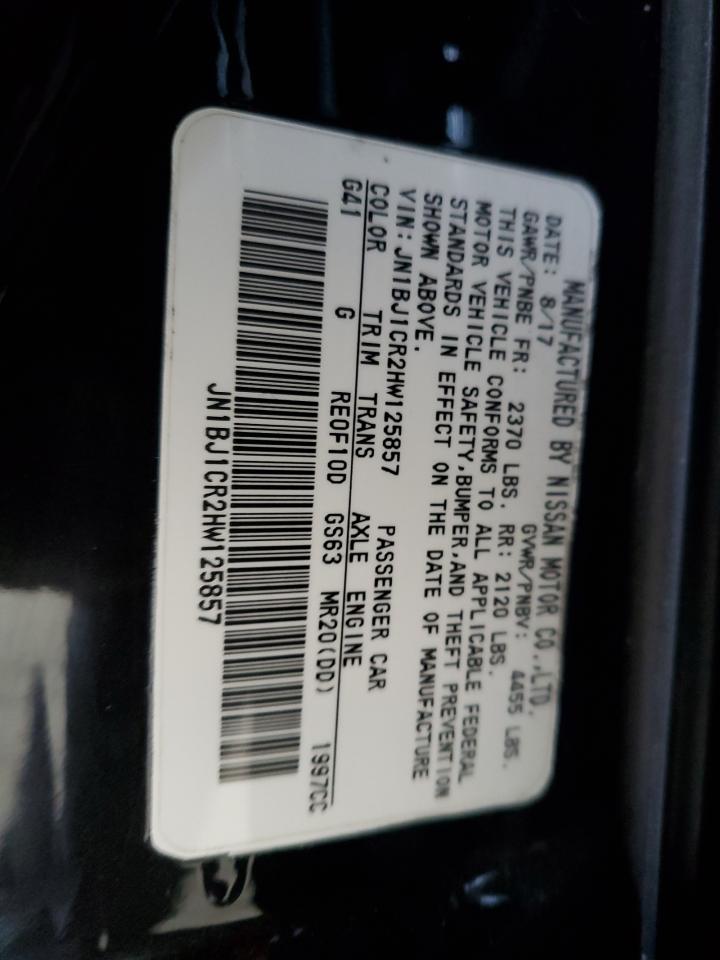 MANUFACTURED BY NISSAN MOTOR CO.,LTD.
DATE: 8/17 GVWR/PNBV: 4455 LBS.
GAWR/PNBE FR: 2370 LBS. RR: 2120 LBS.
THIS VEHICLE CONFORMS TO ALL APPLICABLE FEDERAL
MOTOR VEHICLE SAFETY,BUMPER,AND THEFT PREVENTION
STANDARDS IN EFFECT ON THE DATE OF MANUFACTURE
SHOWN ABOVE.
VIN:JN1BJ1CR2HW125857 PASSENGER CAR
COLOR TRIM TRANS AXLE ENGINE
G41 G RE0F10D GS63 MR20(DD) 1997CC
JN1BJ1CR2HW125857